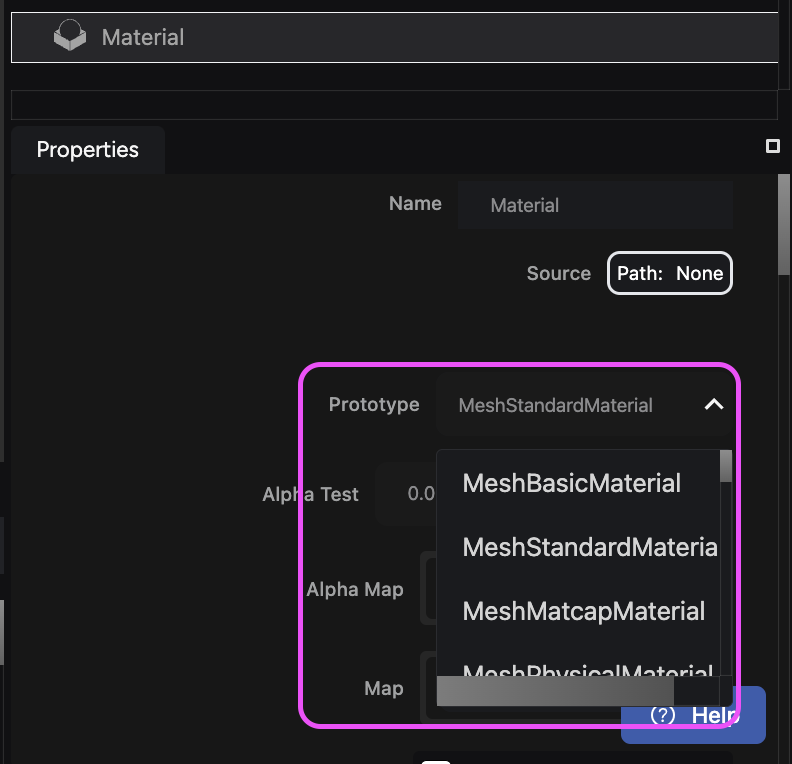 Material
Properties
Name Material
Source Path: None
Prototype MeshStandardMaterial
MeshBasicMaterial
Alpha Test 0.0
MeshStandardMateria
Alpha Map
MeshMatcapMaterial
MeshPhysicalMaterial
Map
(?) Help